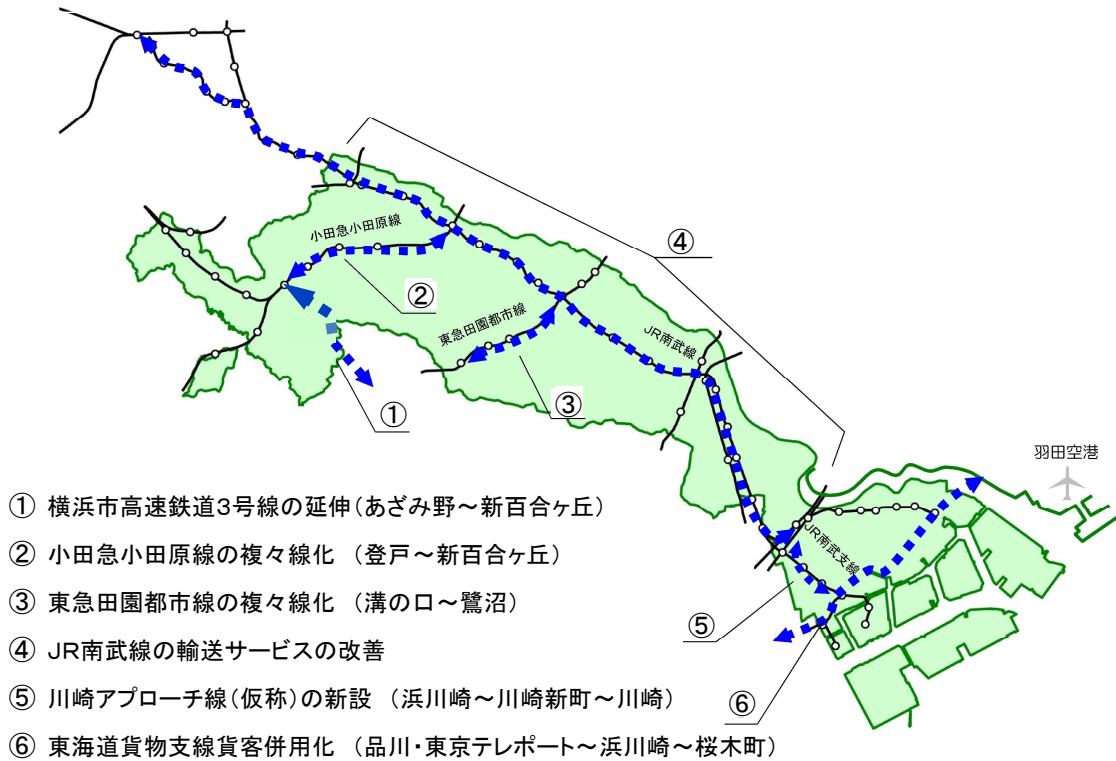 小田急小田原線
②
④
東急田園都市線
JR南武線
③
①
羽田空港
JR南武支線
⑤
⑥
① 横浜市高速鉄道3号線の延伸(あざみ野～新百合ヶ丘)
② 小田急小田原線の複々線化 (登戸～新百合ヶ丘)
③ 東急田園都市線の複々線化 (溝の口～鷺沼)
④ JR南武線の輸送サービスの改善
⑤ 川崎アプローチ線(仮称)の新設 (浜川崎～川崎新町～川崎)
⑥ 東海道貨物支線貨客併用化 (品川・東京テレポート～浜川崎～桜木町)